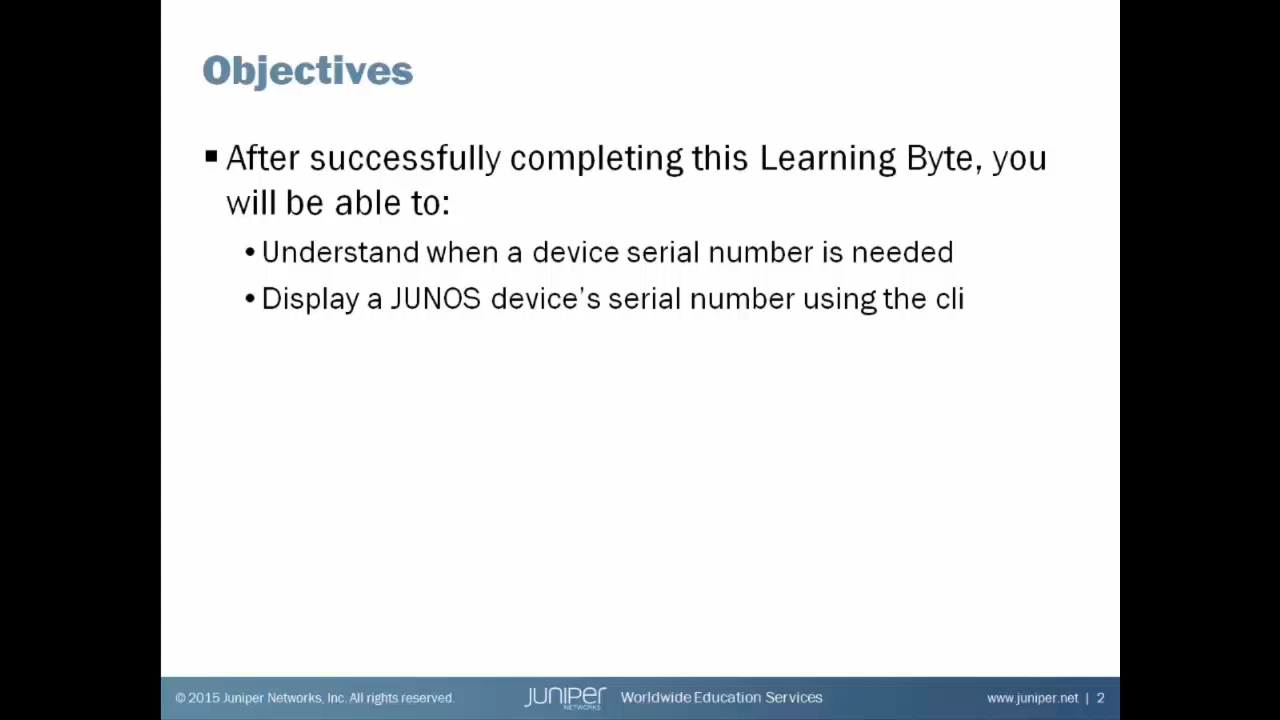 Objectives
▪ After successfully completing this Learning Byte, you
will be able to:
• Understand when a device serial number is needed
• Display a JUNOS device's serial number using the cli
© 2015 Juniper Networks, Inc. All rights reserved.
JUNIPER
NETWORKS
Worldwide Education Services
www.juniper.net | 2